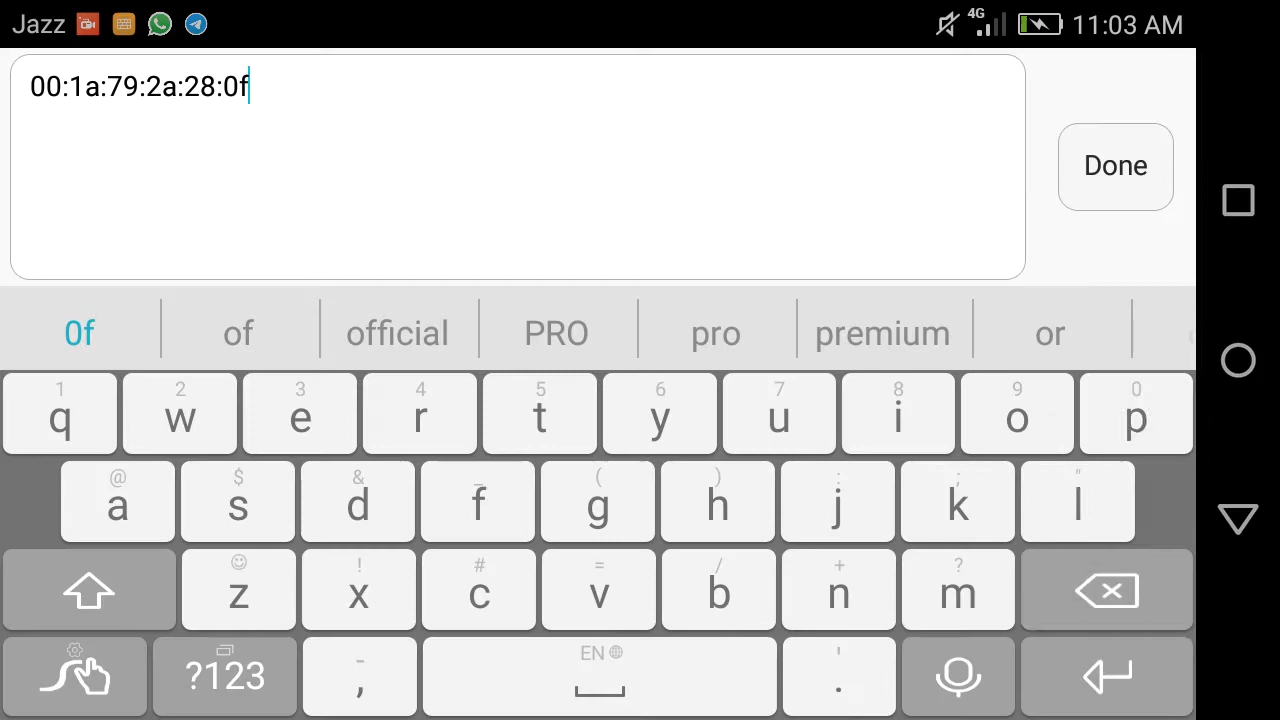 Jazz 4G 11:03 AM
00:1a:79:2a:28:0f
Done
0f of official PRO pro premium or
1 2 3 4 5 6 7 8 9 0
q w e r t y u i o p
@ $ & _ ( ) : ; "
a s d f g h j k l
! # = / + ?
z x c v b n m
EN
?123 - , ' .